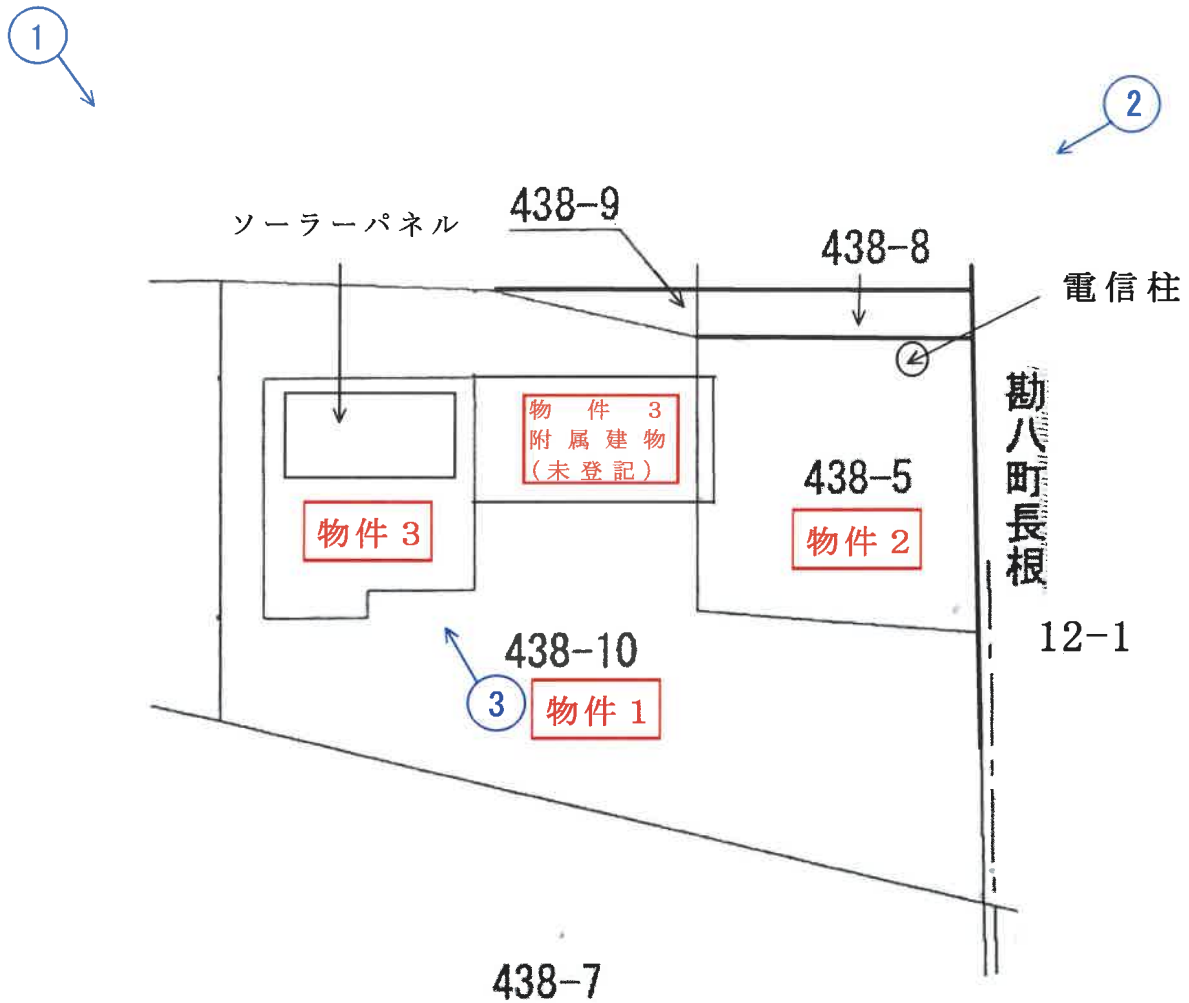 1
2
438-9
ソーラーパネル
438-8
電信柱
勘八町長根
物件3
附属建物
(未登記)
438-5
物件3
物件2
12-1
438-10
3
物件1
438-7